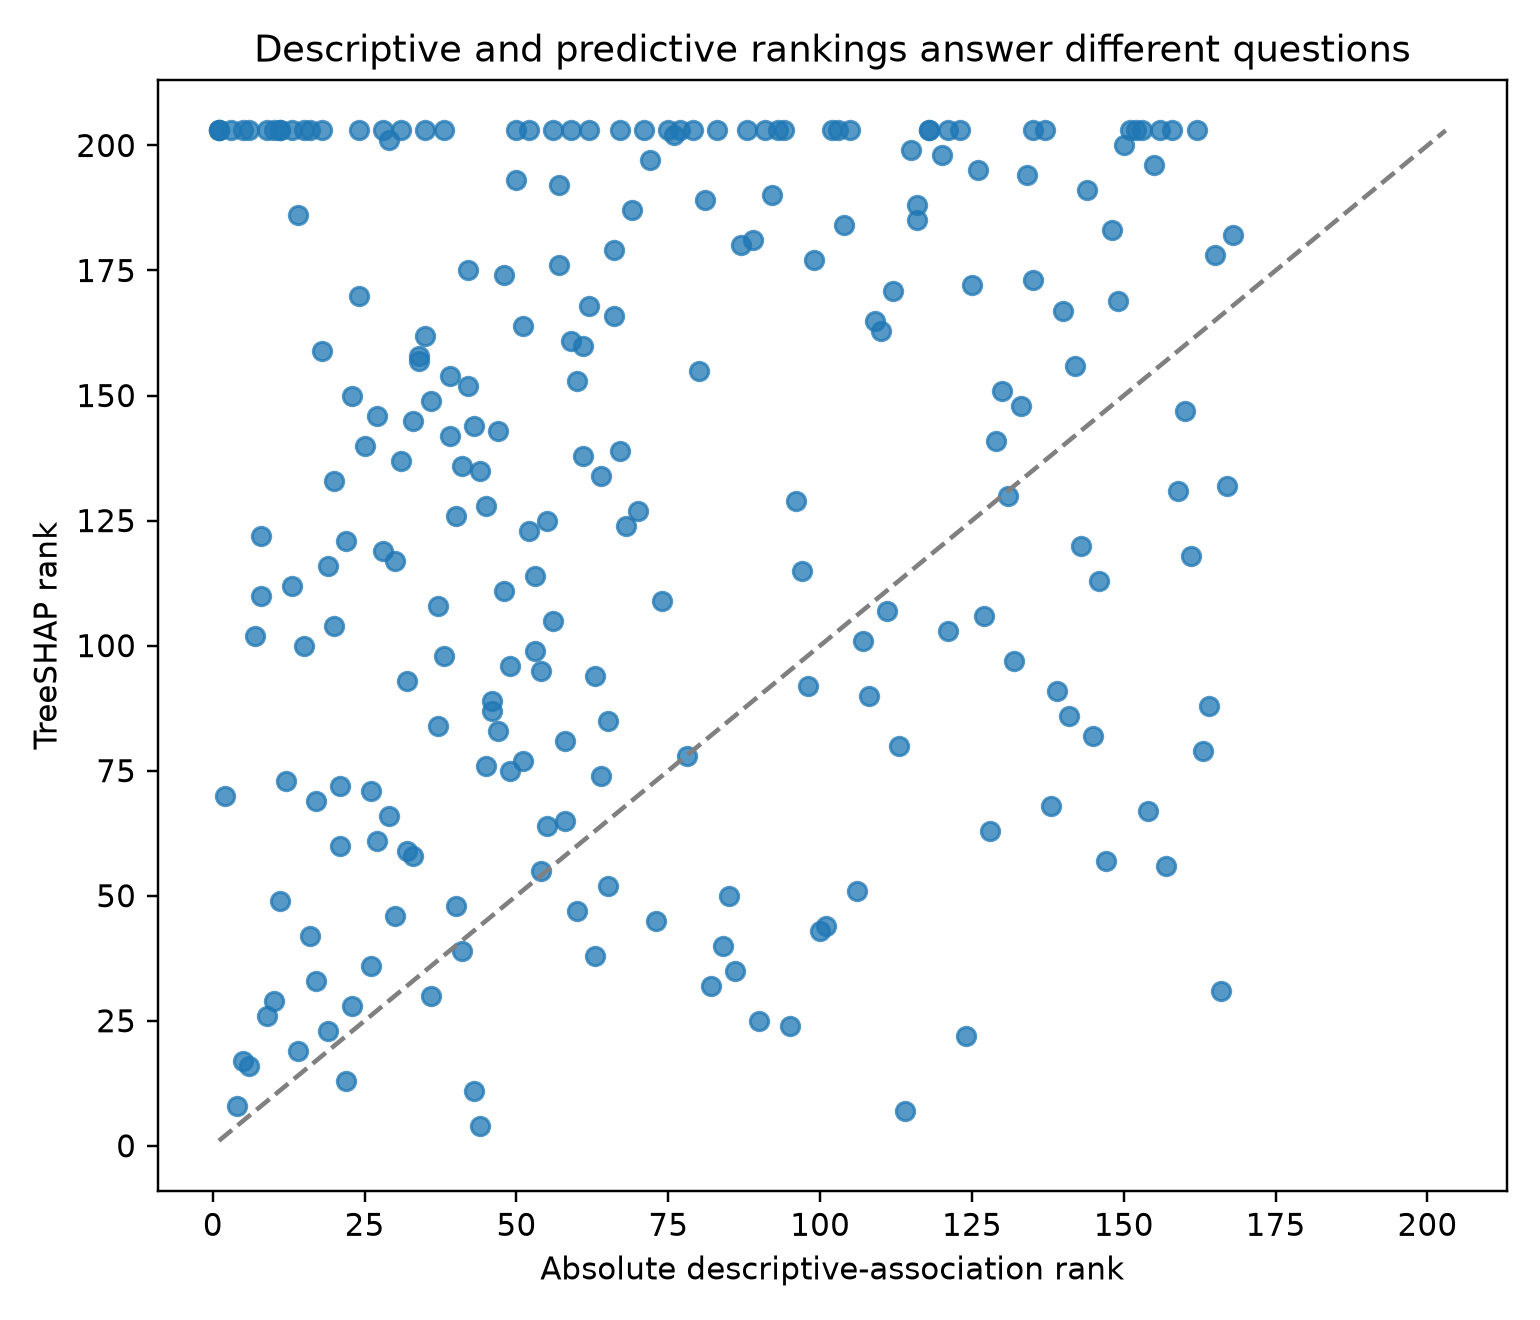 Descriptive and predictive rankings answer different questions
200
175
150
125
100
75
50
25
0
TreeSHAP rank
0 25 50 75 100 125 150 175 200
Absolute descriptive-association rank